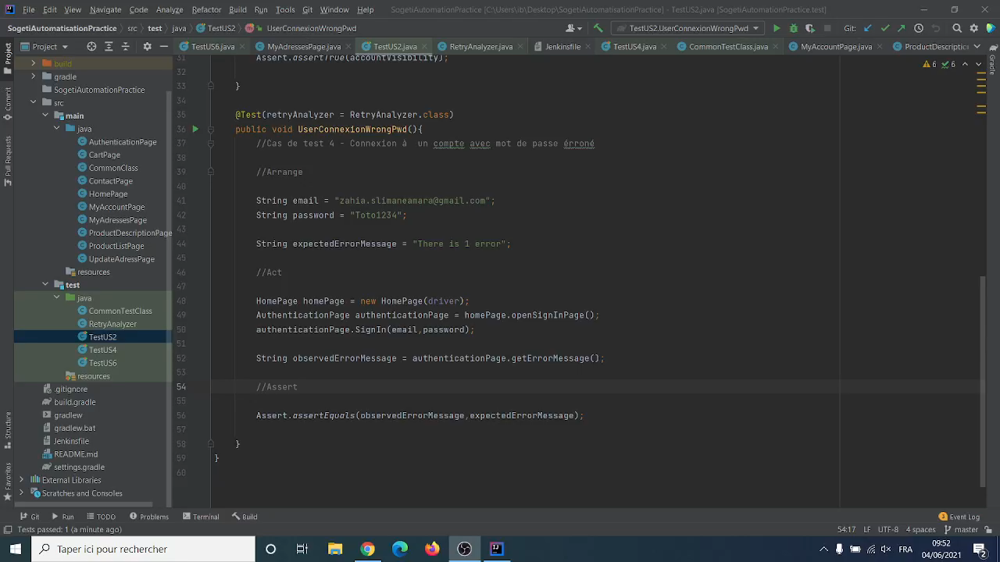 File Edit View Navigate Code Analyze Refactor Build Run Tools Git Window Help SogetiAutomationPractice [C:\Users\ib\Desktop\SogetiAutomatisationPractice] - TestUS2.java [SogetiAutomationPractice.test]
SogetiAutomatisationPractice src test java TestUS2 UserConnexionWrongPwd TestUS2.UserConnexionWrongPwd Git:
Project TestUS6.java MyAdressesPage.java TestUS2.java RetryAnalyzer.java Jenkinsfile TestUS4.java CommonTestClass.java MyAccountPage.java ProductDescriptic
Project
Commit
Pull Requests
Structure
Favorites
Gradle
build
gradle
SogetiAutomationPractice
src
main
java
AuthenticationPage
CartPage
CommonClass
ContactPage
HomePage
MyAccountPage
MyAdressesPage
ProductDescriptionPage
ProductListPage
UpdateAdressPage
resources
test
java
CommonTestClass
RetryAnalyzer
TestUS2
TestUS4
TestUS6
resources
.gitignore
build.gradle
gradlew
gradlew.bat
Jenkinsfile
README.md
settings.gradle
External Libraries
Scratches and Consoles
6 6
31 Assert.assertTrue(accountVisibility);
32
33 }
34
35 @Test(retryAnalyzer = RetryAnalyzer.class)
36 public void UserConnexionWrongPwd(){
37 //Cas de test 4 - Connexion à un compte avec mot de passe érroné
38
39 //Arrange
40
41 String email = "zahia.slimaneamara@gmail.com";
42 String password = "Toto1234";
43
44 String expectedErrorMessage = "There is 1 error";
45
46 //Act
47
48 HomePage homePage = new HomePage(driver);
49 AuthenticationPage authenticationPage = homePage.openSignInPage();
50 authenticationPage.SignIn(email,password);
51
52 String observedErrorMessage = authenticationPage.getErrorMessage();
53
54 //Assert
55
56 Assert.assertEquals(observedErrorMessage,expectedErrorMessage);
57
58 }
59 }
60
Git Run TODO Problems Terminal Build 3 Event Log
Tests passed: 1 (a minute ago) 54:17 LF UTF-8 4 spaces master
Taper ici pour rechercher FRA 09:52
04/06/2021 2